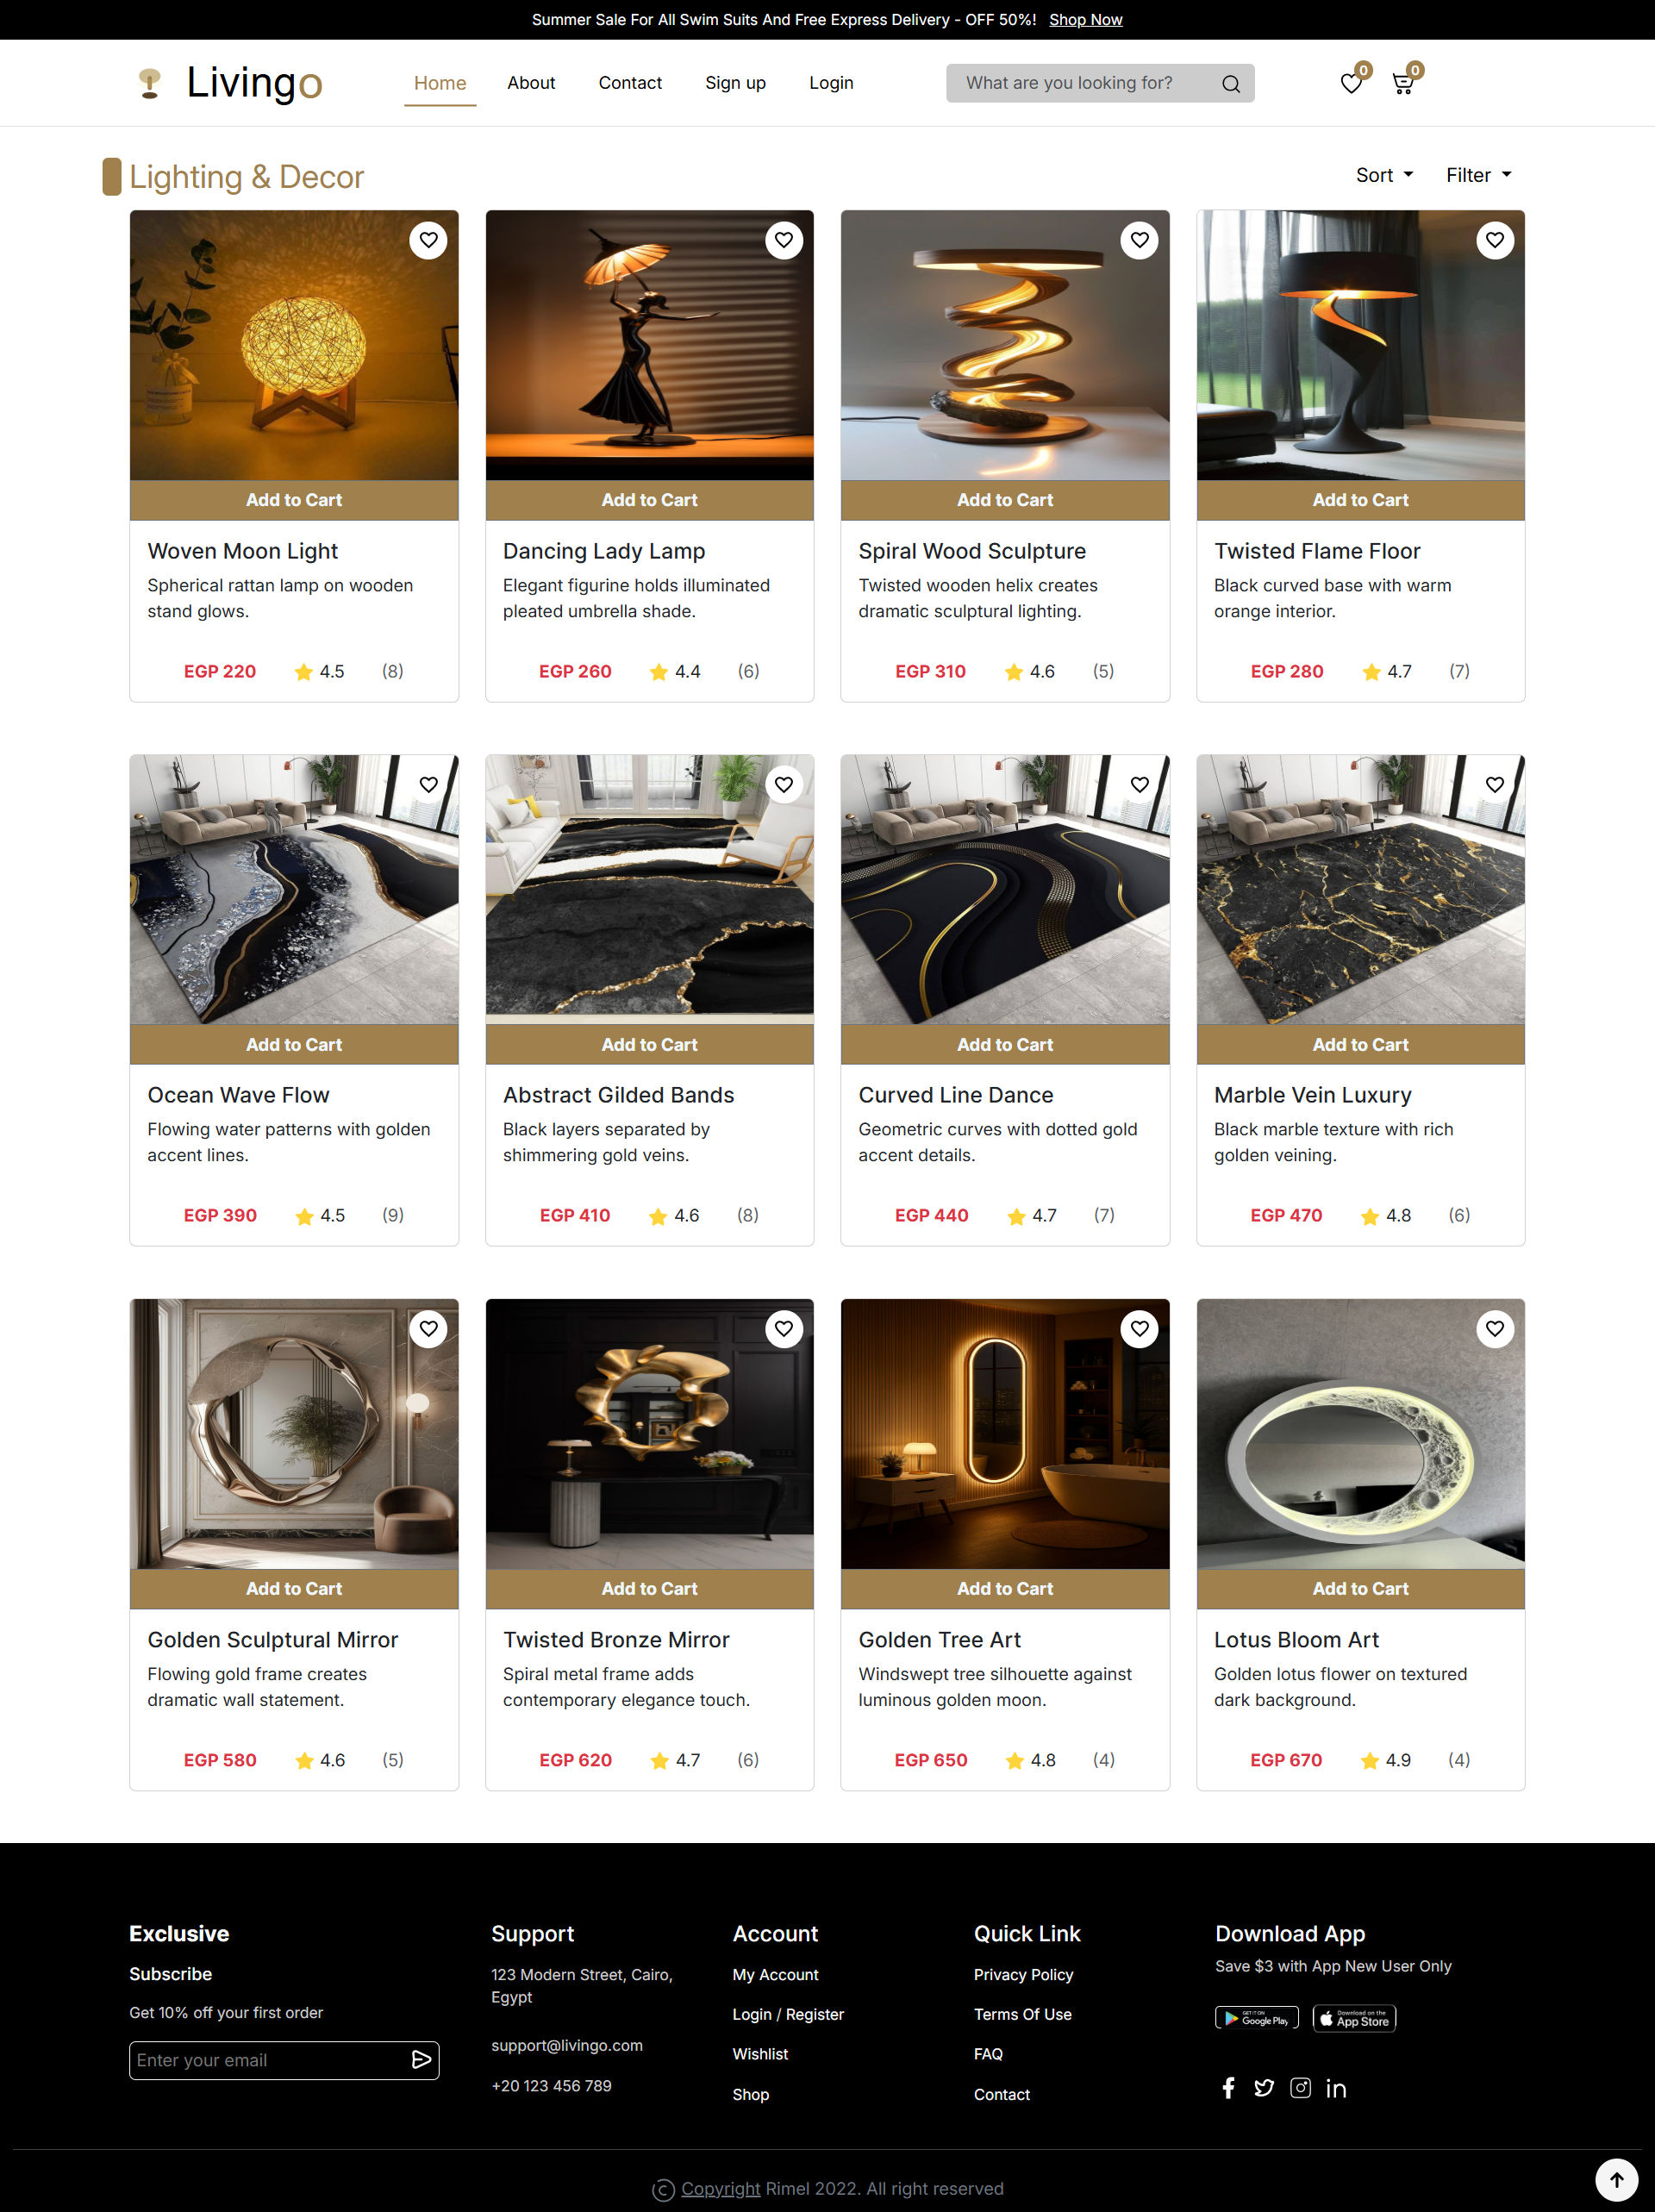 Summer Sale For All Swim Suits And Free Express Delivery - OFF 50%! Shop Now
Livingo
Home About Contact Sign up Login
What are you looking for?
0 0
Lighting & Decor
Sort Filter
Add to Cart Add to Cart Add to Cart Add to Cart
Woven Moon Light
Spherical rattan lamp on wooden
stand glows.
EGP 220 4.5 (8)
Dancing Lady Lamp
Elegant figurine holds illuminated
pleated umbrella shade.
EGP 260 4.4 (6)
Spiral Wood Sculpture
Twisted wooden helix creates
dramatic sculptural lighting.
EGP 310 4.6 (5)
Twisted Flame Floor
Black curved base with warm
orange interior.
EGP 280 4.7 (7)
Add to Cart Add to Cart Add to Cart Add to Cart
Ocean Wave Flow
Flowing water patterns with golden
accent lines.
EGP 390 4.5 (9)
Abstract Gilded Bands
Black layers separated by
shimmering gold veins.
EGP 410 4.6 (8)
Curved Line Dance
Geometric curves with dotted gold
accent details.
EGP 440 4.7 (7)
Marble Vein Luxury
Black marble texture with rich
golden veining.
EGP 470 4.8 (6)
Add to Cart Add to Cart Add to Cart Add to Cart
Golden Sculptural Mirror
Flowing gold frame creates
dramatic wall statement.
EGP 580 4.6 (5)
Twisted Bronze Mirror
Spiral metal frame adds
contemporary elegance touch.
EGP 620 4.7 (6)
Golden Tree Art
Windswept tree silhouette against
luminous golden moon.
EGP 650 4.8 (4)
Lotus Bloom Art
Golden lotus flower on textured
dark background.
EGP 670 4.9 (4)
Exclusive
Subscribe
Get 10% off your first order
Enter your email
Support
123 Modern Street, Cairo,
Egypt
support@livingo.com
+20 123 456 789
Account
My Account
Login / Register
Wishlist
Shop
Quick Link
Privacy Policy
Terms Of Use
FAQ
Contact
Download App
Save $3 with App New User Only
GET IT ON
Google Play
Download on the
App Store
© Copyright Rimel 2022. All right reserved